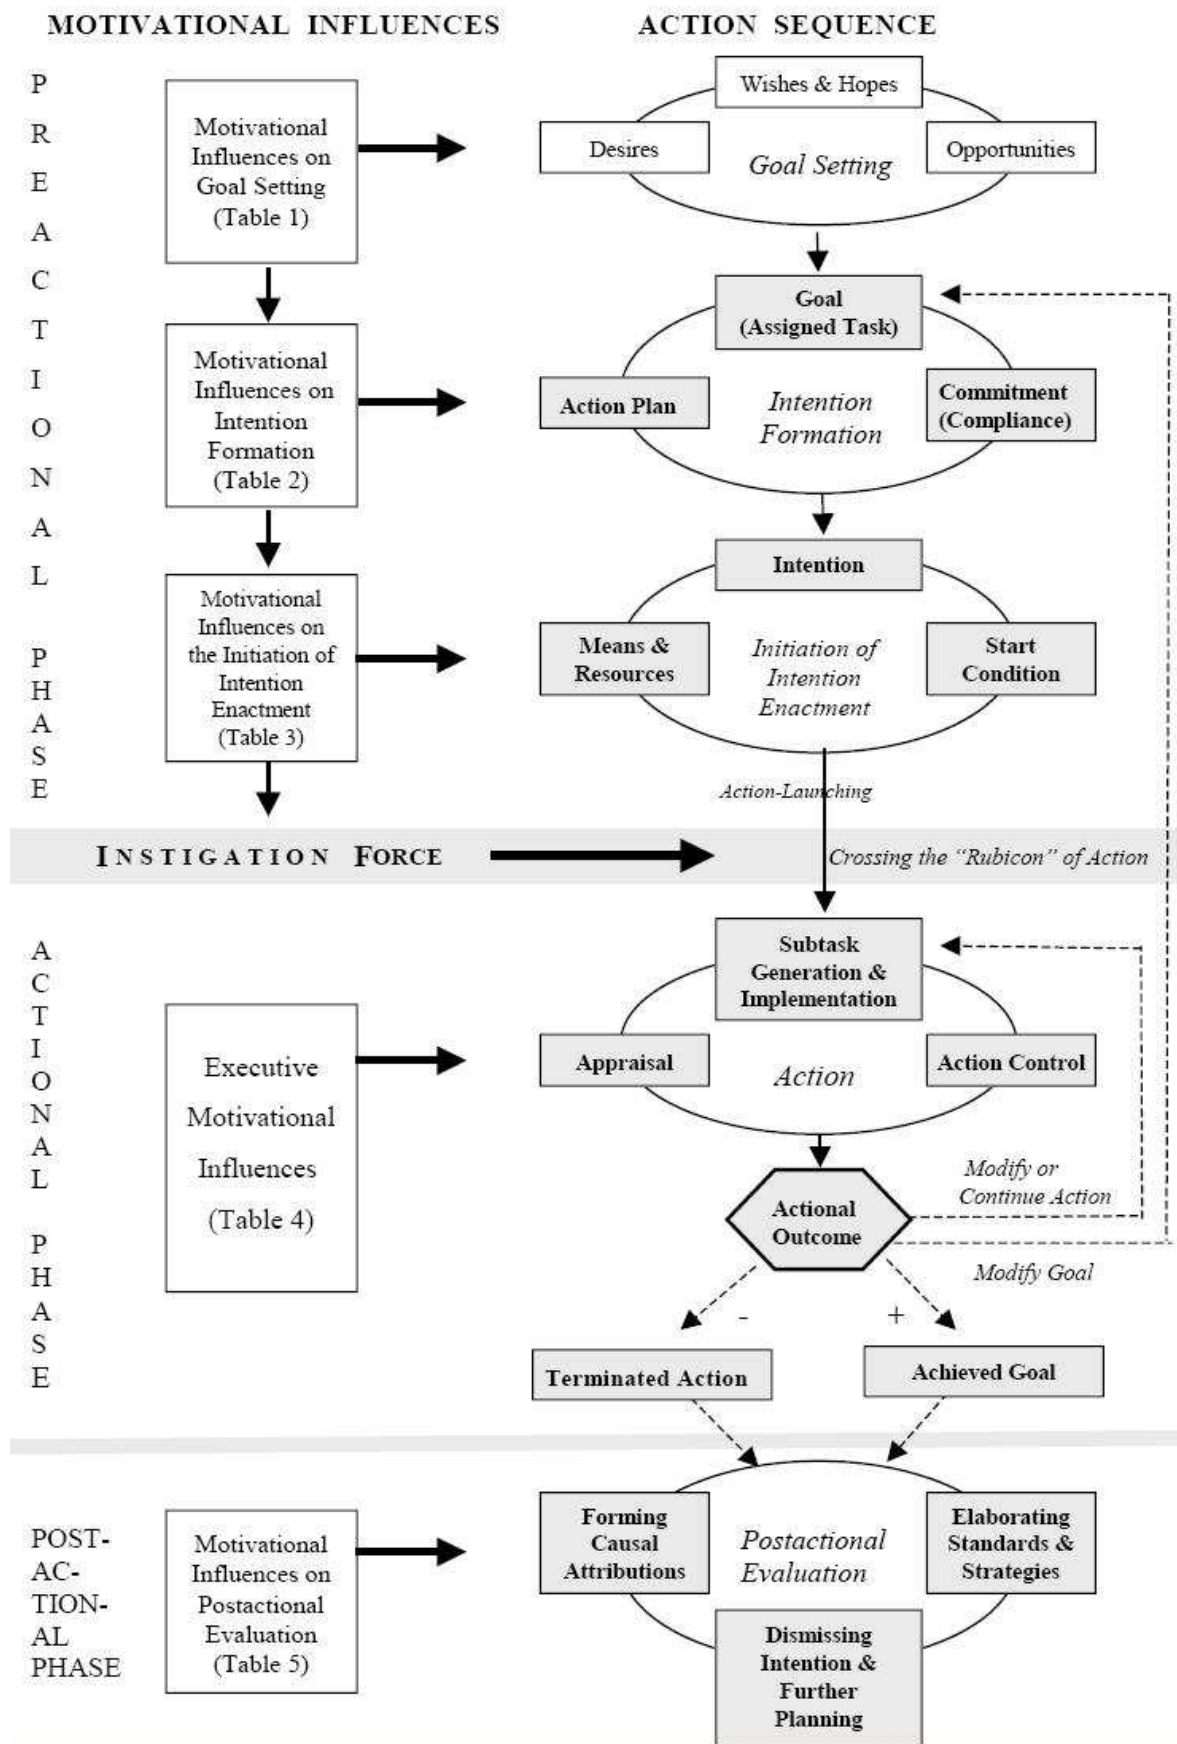 MOTIVATIONAL INFLUENCES
ACTION SEQUENCE
PREACTIONAL PHASE
Motivational
Influences on
Goal Setting
(Table 1)
Wishes & Hopes
Desires
Goal Setting
Opportunities
Motivational
Influences on
Intention
Formation
(Table 2)
Goal
(Assigned Task)
Action Plan
Intention
Formation
Commitment
(Compliance)
Motivational
Influences on
the Initiation of
Intention
Enactment
(Table 3)
Intention
Means &
Resources
Initiation of
Intention
Enactment
Start
Condition
Action-Launching
INSTIGATION FORCE
Crossing the “Rubicon” of Action
ACTIONAL PHASE
Executive
Motivational
Influences
(Table 4)
Subtask
Generation &
Implementation
Appraisal
Action
Action Control
Actional
Outcome
Modify or
Continue Action
Modify Goal
-
+
Terminated Action
Achieved Goal
POST-
AC-
TION-
AL
PHASE
Motivational
Influences on
Postactional
Evaluation
(Table 5)
Forming
Causal
Attributions
Postactional
Evaluation
Elaborating
Standards &
Strategies
Dismissing
Intention &
Further
Planning